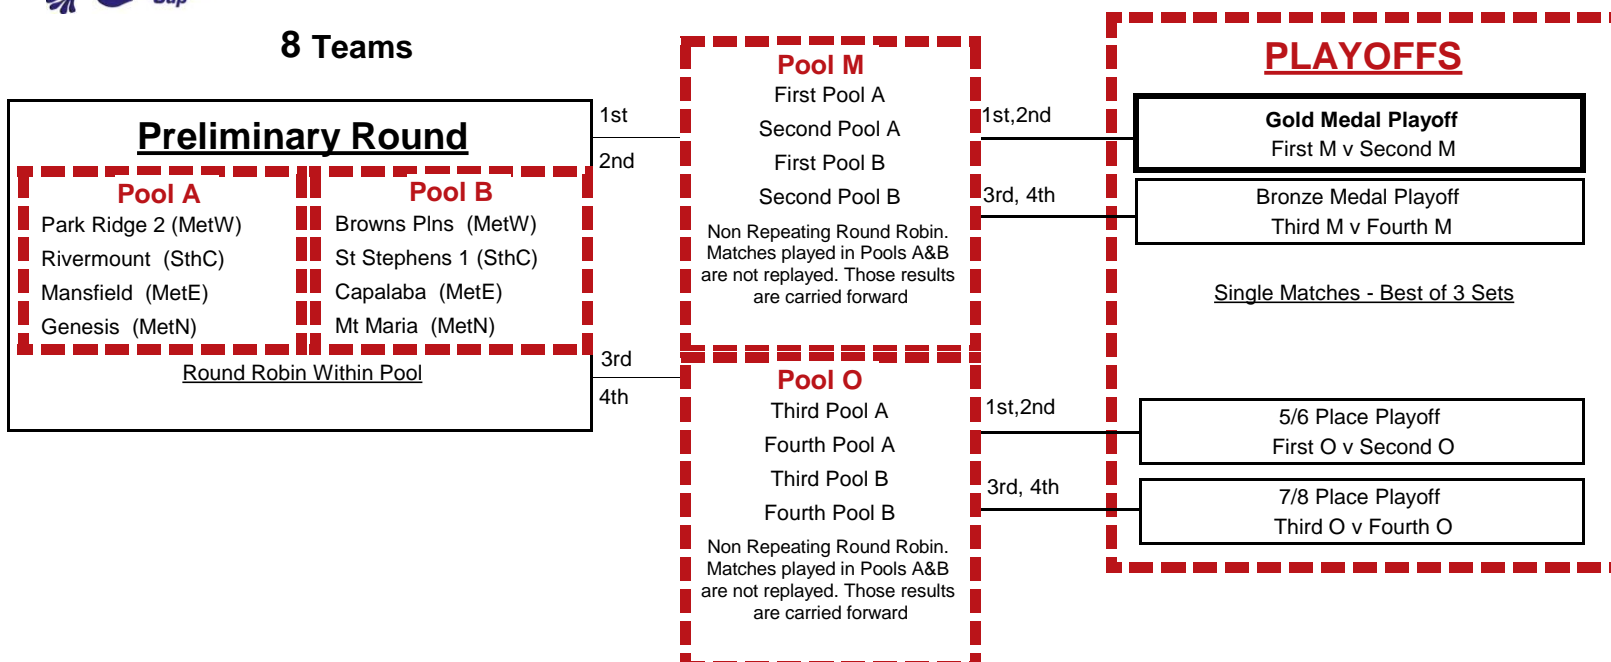 Cup
8 Teams
Preliminary Round
Pool A
Park Ridge 2 (MetW)
Rivermount (SthC)
Mansfield (MetE)
Genesis (MetN)
Pool B
Browns Plns (MetW)
St Stephens 1 (SthC)
Capalaba (MetE)
Mt Maria (MetN)
Round Robin Within Pool
1st
2nd
3rd
4th
Pool M
First Pool A
Second Pool A
First Pool B
Second Pool B
Non Repeating Round Robin.
Matches played in Pools A&B
are not replayed. Those results
are carried forward
Pool O
Third Pool A
Fourth Pool A
Third Pool B
Fourth Pool B
Non Repeating Round Robin.
Matches played in Pools A&B
are not replayed. Those results
are carried forward
1st,2nd
3rd, 4th
1st,2nd
3rd, 4th
PLAYOFFS
Gold Medal Playoff
First M v Second M
Bronze Medal Playoff
Third M v Fourth M
Single Matches - Best of 3 Sets
5/6 Place Playoff
First O v Second O
7/8 Place Playoff
Third O v Fourth O